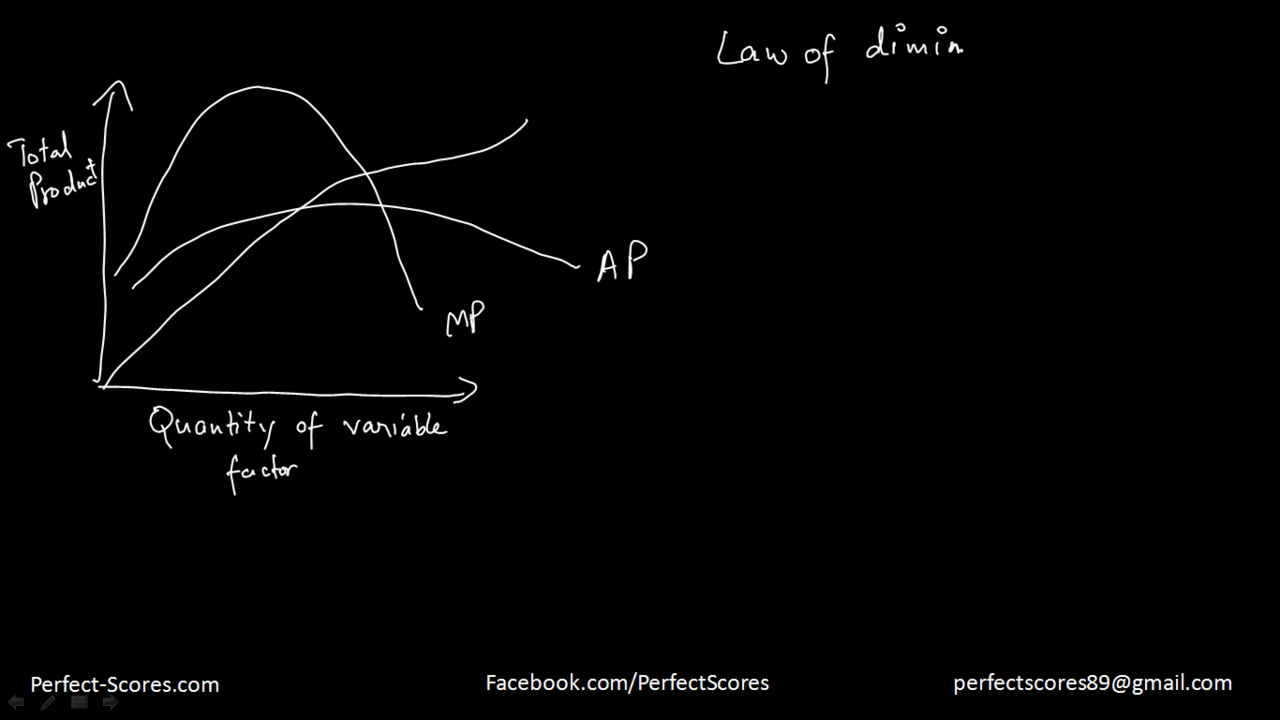 Law of dimin
Total
Product
AP
MP
Quantity of variable
factor
Perfect-Scores.com
Facebook.com/PerfectScores
perfectscores89@gmail.com